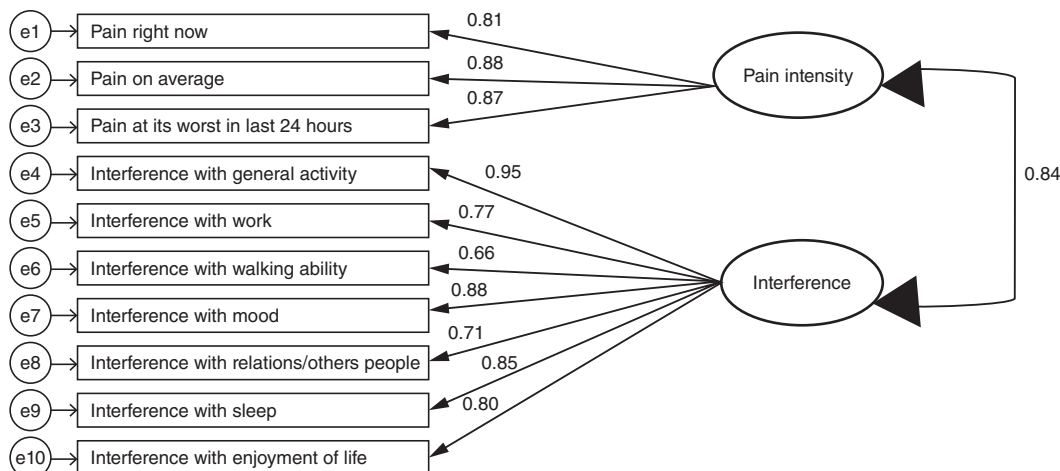 e1 Pain right now
0.81
e2 Pain on average
0.88
Pain intensity
e3 Pain at its worst in last 24 hours
0.87
e4 Interference with general activity
0.95
0.84
e5 Interference with work
0.77
e6 Interference with walking ability
0.66
Interference
e7 Interference with mood
0.88
e8 Interference with relations/others people
0.71
e9 Interference with sleep
0.85
e10 Interference with enjoyment of life
0.80